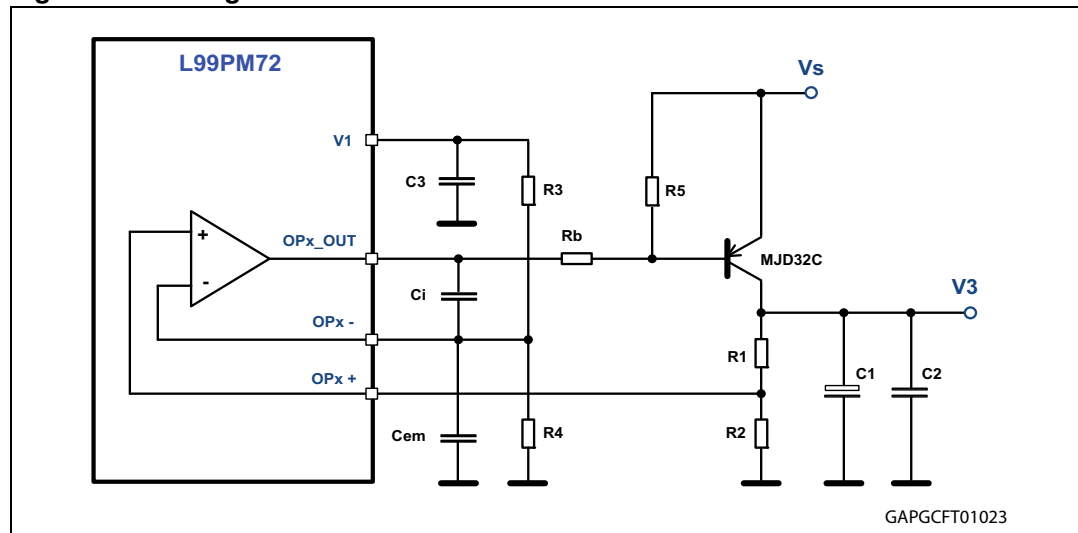 L99PM72
Vs
V1
C3
R3
R5
OPx_OUT
Rb
MJD32C
+
-
Ci
V3
OPx -
R1
C1
C2
OPx +
Cem
R4
R2
GAPGCFT01023